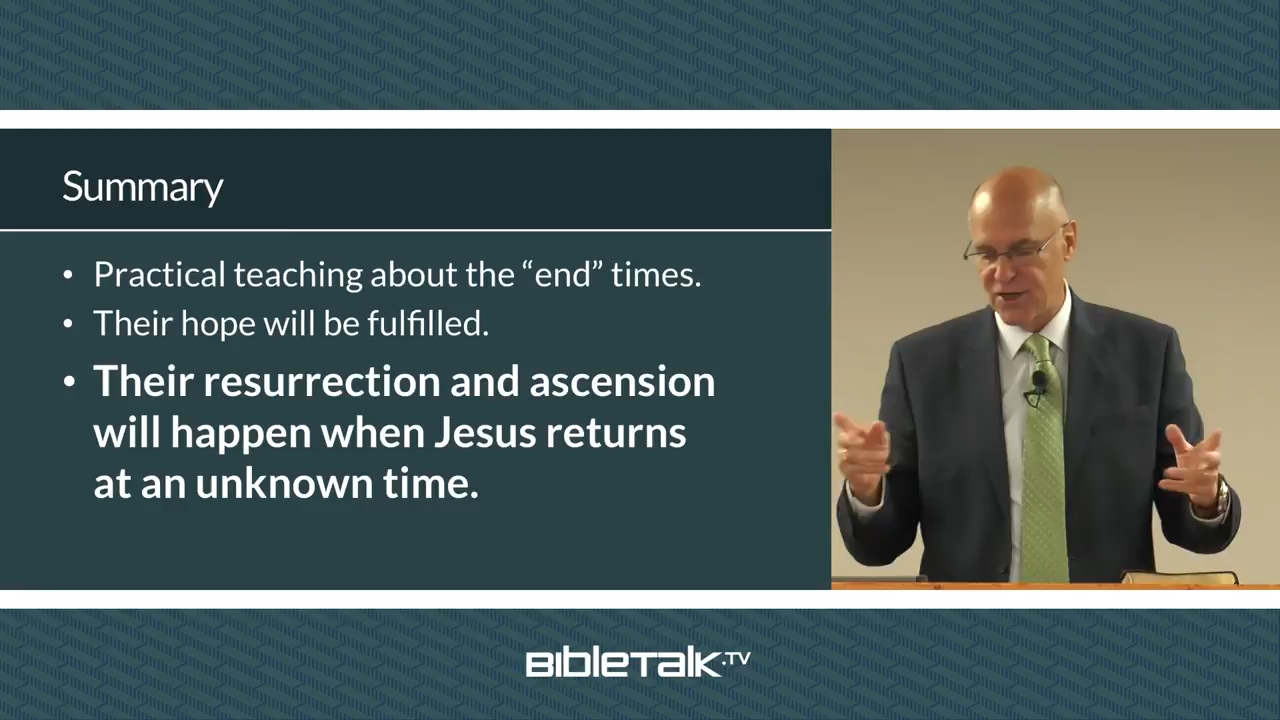 Summary
• Practical teaching about the “end” times.
• Their hope will be fulfilled.
• Their resurrection and ascension
will happen when Jesus returns
at an unknown time.
BIBLETALK.TV